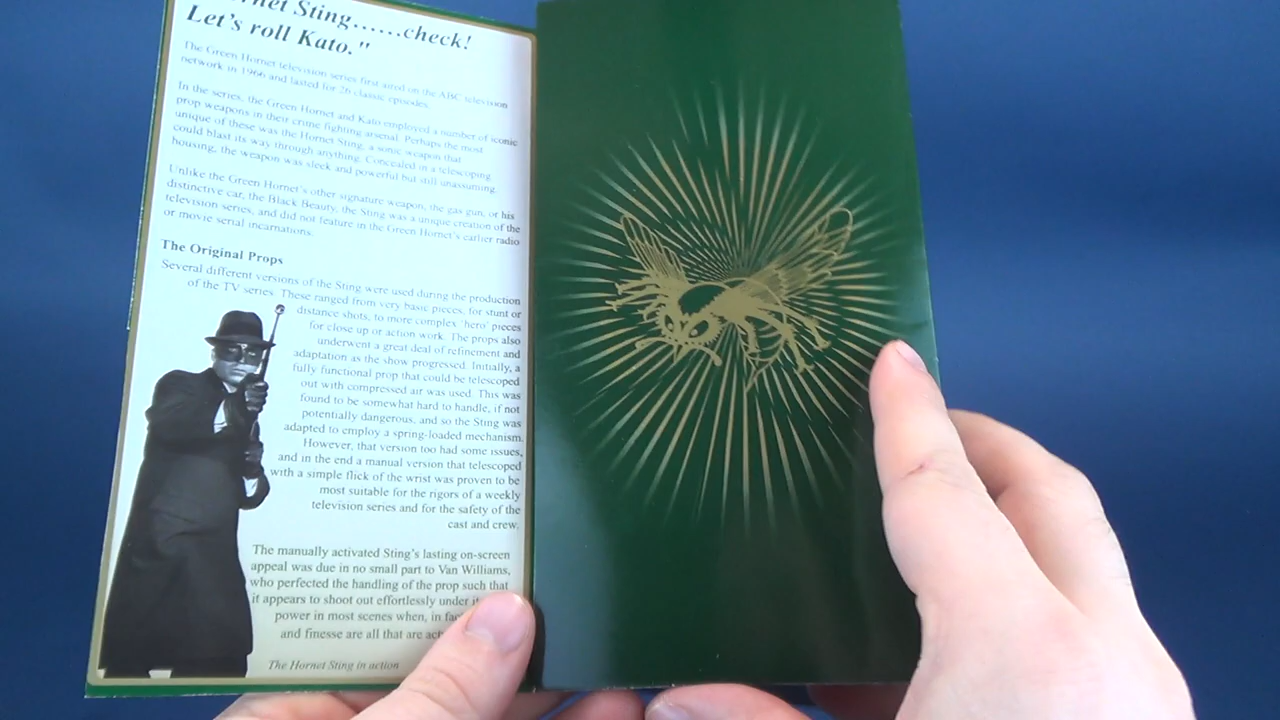 rnet Sting......check!
Let's roll Kato."
The Green Hornet television series first aired on the ABC television
network in 1966 and lasted for 26 classic episodes.
In the series, the Green Hornet and Kato employed a number of iconic
prop weapons in their crime fighting arsenal. Perhaps the most
unique of these was the Hornet Sting, a sonic weapon that
could blast its way through anything. Concealed in a telescoping
housing, the weapon was sleek and powerful but still unassuming.
Unlike the Green Hornet's other signature weapon, the gas gun, or his
distinctive car, the Black Beauty, the Sting was a unique creation of the
television series, and did not feature in the Green Hornet's earlier radio
or movie serial incarnations.
The Original Props
Several different versions of the Sting were used during the production
of the TV series. These ranged from very basic pieces, for stunt or
distance shots, to more complex 'hero' pieces
for close up or action work. The props also
underwent a great deal of refinement and
adaptation as the show progressed. Initially, a
fully functional prop that could be telescoped
out with compressed air was used. This was
found to be somewhat hard to handle, if not
potentially dangerous, and so the Sting was
adapted to employ a spring-loaded mechanism.
However, that version too had some issues,
and in the end a manual version that telescoped
with a simple flick of the wrist was proven to be
most suitable for the rigors of a weekly
television series and for the safety of the
cast and crew.
The manually activated Sting's lasting on-screen
appeal was due in no small part to Van Williams,
who perfected the handling of the prop such that
it appears to shoot out effortlessly under
power in most scenes when, in
and finesse are all that are
The Hornet Sting in action